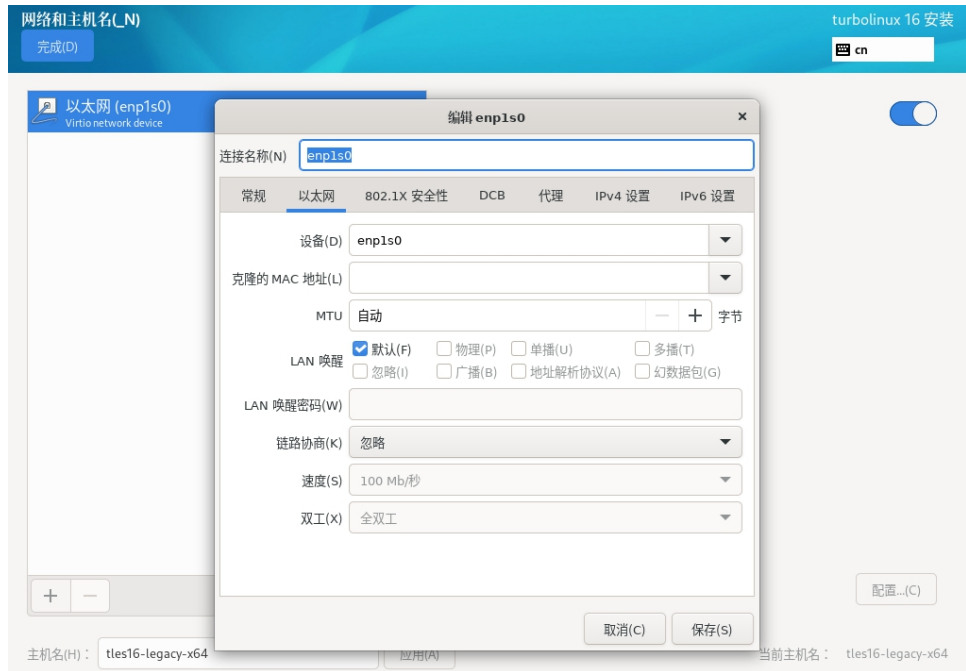 网络和主机名(_N)
turbolinux 16 安装
完成(D)
cn
以太网 (enp1s0)
Virtio network device
编辑 enp1s0
×
连接名称(N)
enp1s0
常规
以太网
802.1X 安全性
DCB
代理
IPv4 设置
IPv6 设置
设备(D)
enp1s0
克隆的 MAC 地址(L)
MTU
自动
字节
LAN 唤醒
默认(F)
物理(P)
单播(U)
多播(T)
忽略(I)
广播(B)
地址解析协议(A)
幻数据包(G)
LAN 唤醒密码(W)
链路协商(K)
忽略
速度(S)
100 Mb/秒
双工(X)
全双工
配置...(C)
取消(C)
保存(S)
主机名(H)：
tles16-legacy-x64
应用(A)
当前主机名：
tles16-legacy-x64